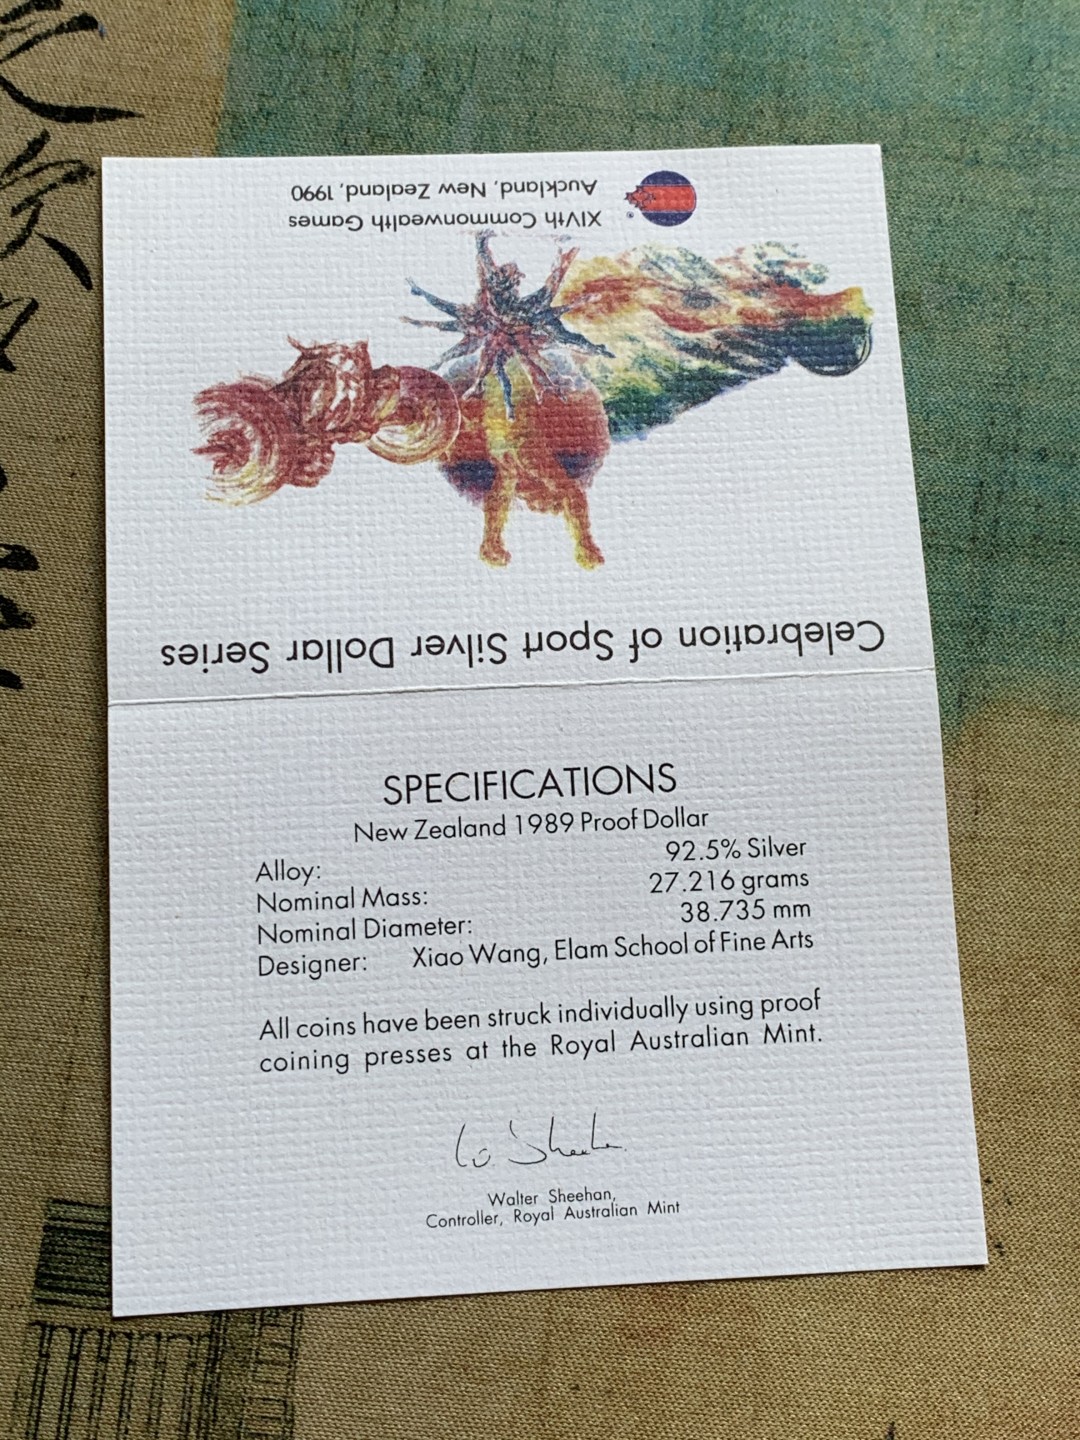 XIVth Commonwealth Games
Auckland, New Zealand, 1990
Celebration of Sport Silver Dollar Series
SPECIFICATIONS
New Zealand 1989 Proof Dollar
Alloy: 92.5% Silver
Nominal Mass: 27.216 grams
Nominal Diameter: 38.735 mm
Designer: Xiao Wang, Elam School of Fine Arts
All coins have been struck individually using proof
coining presses at the Royal Australian Mint.
W. Sheehan
Walter Sheehan,
Controller, Royal Australian Mint